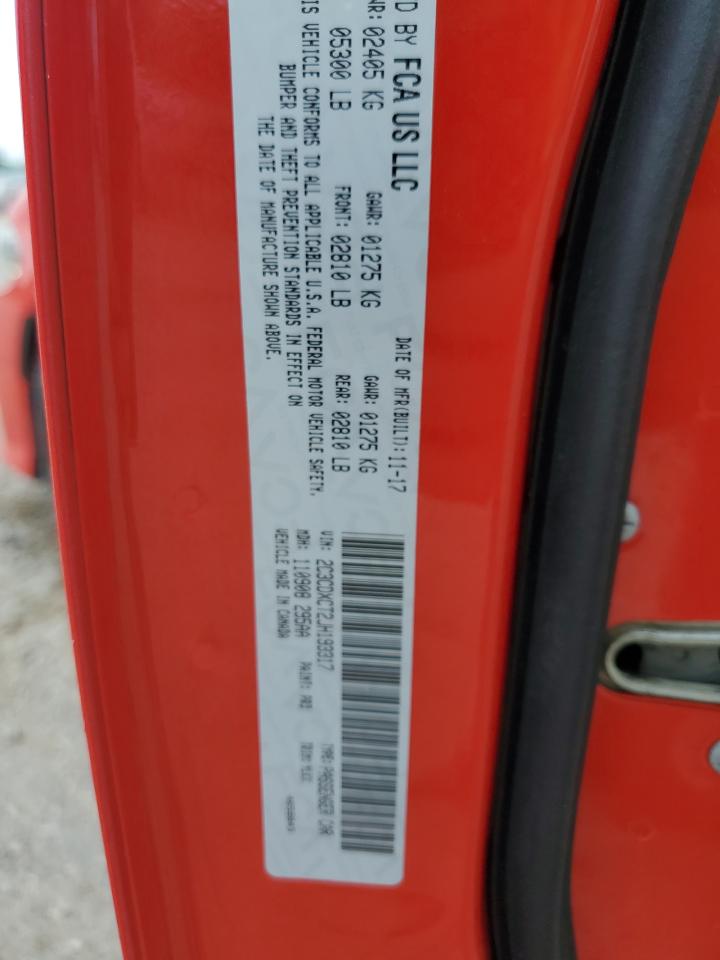 D BY FCA US LLC
DATE OF MFR(BUILT): 11-17
02405 KG
GAWR: 01275 KG
GAWR: 01275 KG
05300 LB
FRONT: 02810 LB
REAR: 02810 LB
IS VEHICLE CONFORMS TO ALL APPLICABLE U.S.A. FEDERAL MOTOR VEHICLE SAFETY,
BUMPER AND THEFT PREVENTION STANDARDS IN EFFECT ON
THE DATE OF MANUFACTURE SHOWN ABOVE.
VIN: 2C3CDXCT2JH193317
TYPE: PASSENGER CAR
MDH: 110908 295AA
PAINT: PR3
TRIM:
VEHICLE MADE IN CANADA